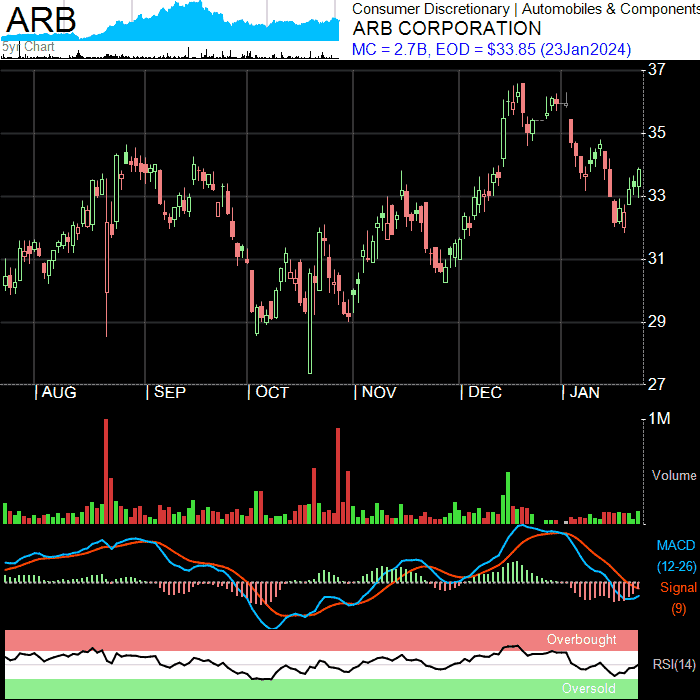 ARB
5yr Chart
Consumer Discretionary | Automobiles & Components
ARB CORPORATION
MC = 2.7B, EOD = $33.85 (23Jan2024)
37
35
33
31
29
27
| AUG | SEP | OCT | NOV | DEC | JAN
1M
Volume
MACD
(12-26)
Signal
(9)
Overbought
RSI(14)
Oversold